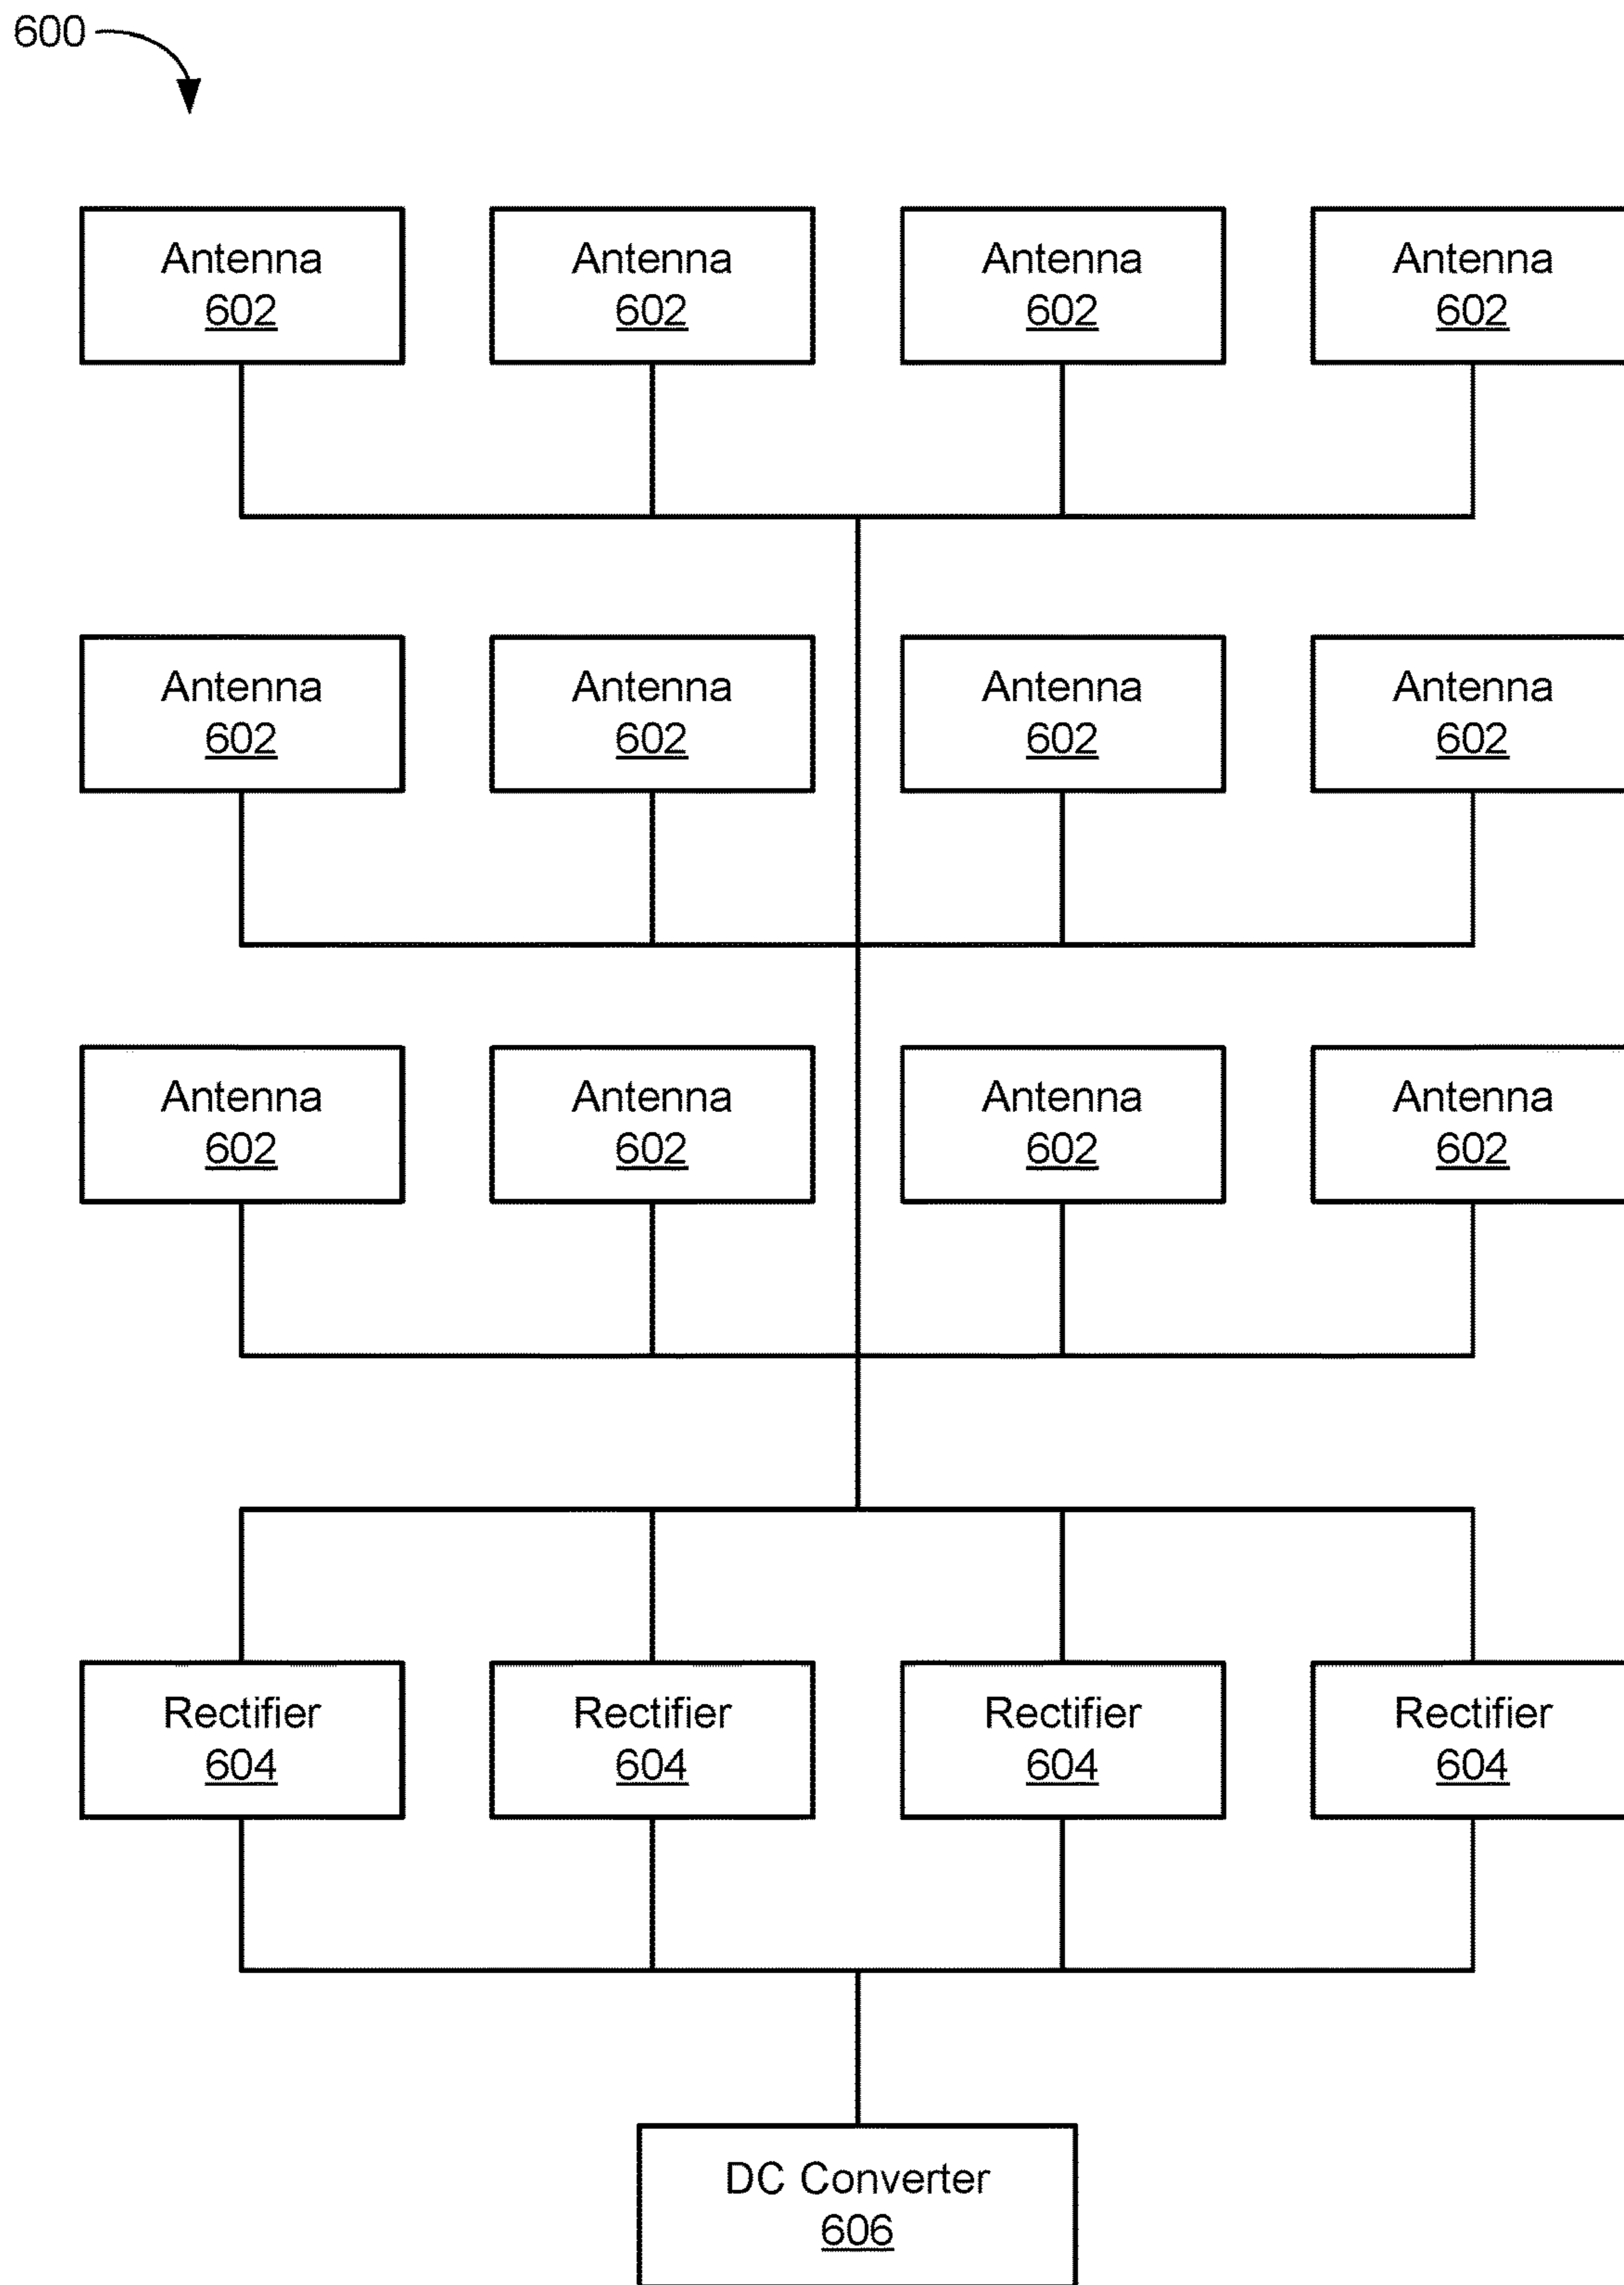 600
Antenna Antenna Antenna Antenna
602 602 602 602
Antenna Antenna Antenna Antenna
602 602 602 602
Antenna Antenna Antenna Antenna
602 602 602 602
Rectifier Rectifier Rectifier Rectifier
604 604 604 604
DC Converter
606